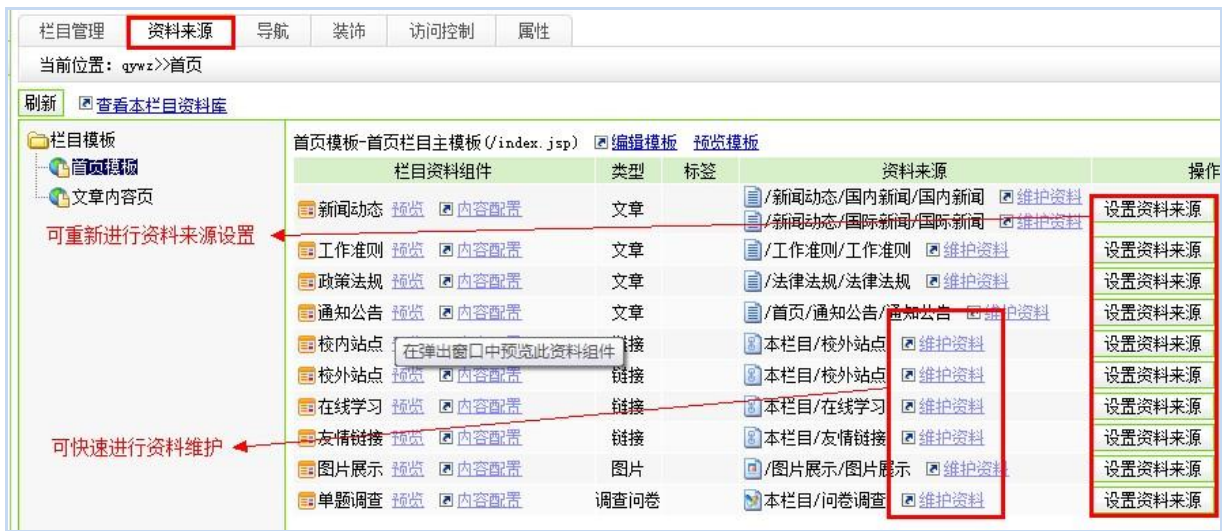 栏目管理 资料来源 导航 装饰 访问控制 属性
当前位置：qywz>>首页
刷新 查看本栏目资料库
栏目模板
首页模板
文章内容页
首页模板-首页栏目主模板(/index.jsp) 编辑模板 预览模板
栏目资料组件 类型 标签 资料来源 操作
新闻动态 预览 内容配置 文章 /新闻动态/国内新闻/国内新闻 维护资料 设置资料来源
/新闻动态/国际新闻/国际新闻 维护资料
可重新进行资料来源设置
工作准则 预览 内容配置 文章 /工作准则/工作准则 维护资料 设置资料来源
政策法规 预览 内容配置 文章 /法律法规/法律法规 维护资料 设置资料来源
通知公告 预览 内容配置 文章 /首页/通知公告/通知公告 维护资料 设置资料来源
校内站点 链接 本栏目/校外站点 维护资料 设置资料来源
在弹出窗口中预览此资料组件
校外站点 预览 内容配置 链接 本栏目/校外站点 维护资料 设置资料来源
在线学习 预览 内容配置 链接 本栏目/在线学习 维护资料 设置资料来源
友情链接 预览 内容配置 链接 本栏目/友情链接 维护资料 设置资料来源
可快速进行资料维护
图片展示 预览 内容配置 图片 /图片展示/图片展示 维护资料 设置资料来源
单题调查 预览 内容配置 调查问卷 本栏目/问卷调查 维护资料 设置资料来源